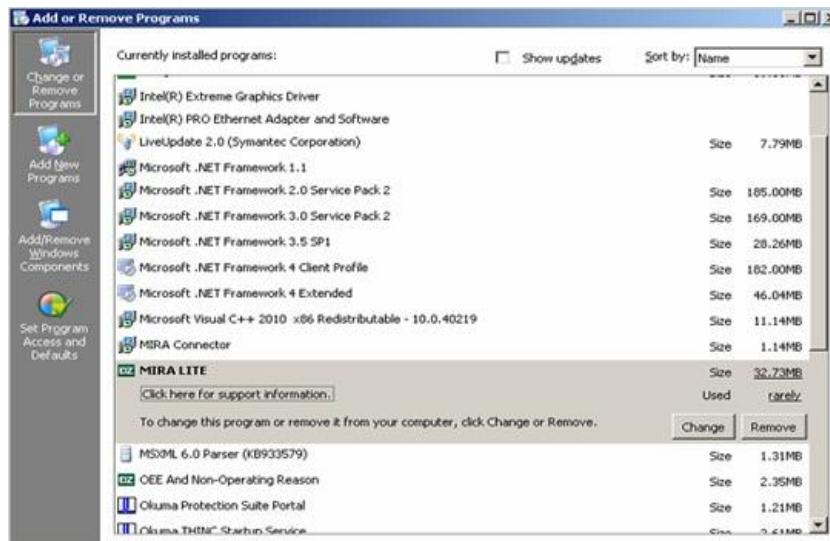 Add or Remove Programs
Change or
Remove
Programs
Add New
Programs
Add/Remove
Windows
Components
Set Program
Access and
Defaults
Currently installed programs:
Show updates
Sort by: Name
Intel(R) Extreme Graphics Driver
Intel(R) PRO Ethernet Adapter and Software
LiveUpdate 2.0 (Symantec Corporation) Size 7.79MB
Microsoft .NET Framework 1.1
Microsoft .NET Framework 2.0 Service Pack 2 Size 185.00MB
Microsoft .NET Framework 3.0 Service Pack 2 Size 169.00MB
Microsoft .NET Framework 3.5 SP1 Size 28.26MB
Microsoft .NET Framework 4 Client Profile Size 182.00MB
Microsoft .NET Framework 4 Extended Size 46.04MB
Microsoft Visual C++ 2010 x86 Redistributable - 10.0.40219 Size 11.14MB
MIRA Connector Size 1.14MB
OZ MIRA LITE Size 32.73MB
Click here for support information. Used rarely
To change this program or remove it from your computer, click Change or Remove. Change Remove
MSXML 6.0 Parser (KB933579) Size 1.31MB
OZ OEE And Non-Operating Reason Size 2.35MB
Okuma Protection Suite Portal Size 1.21MB
Okuma THINC Startup Service Size 2.61MB